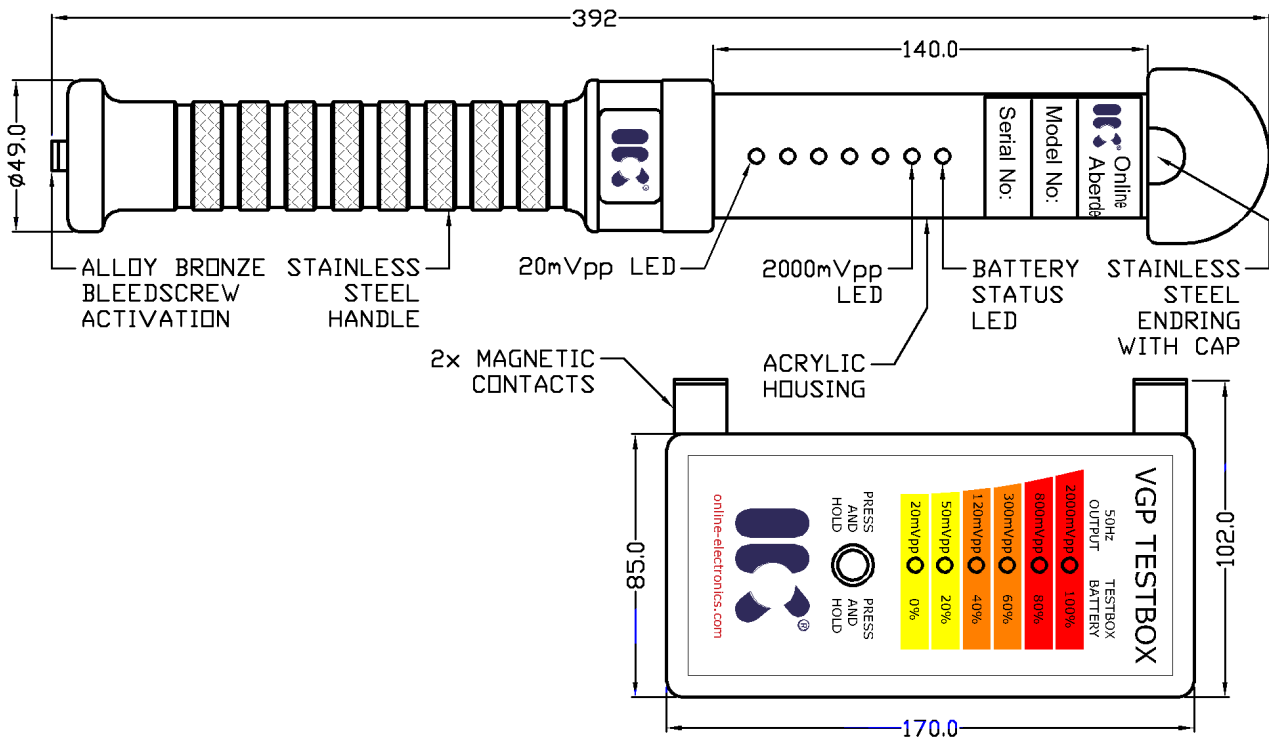 392
140.0
ø49.0
Serial No:
Model No:
Online
Aberde
®
®
ALLOY BRONZE
BLEEDSCREW
ACTIVATION
STAINLESS
STEEL
HANDLE
20mVpp LED
2000mVpp
LED
BATTERY
STATUS
LED
STAINLESS
STEEL
ENDRING
WITH CAP
2x MAGNETIC
CONTACTS
ACRYLIC
HOUSING
VGP TESTBOX
50Hz
OUTPUT
TESTBOX
BATTERY
2000mVpp 100%
800mVpp 80%
300mVpp 60%
120mVpp 40%
50mVpp 20%
20mVpp 0%
PRESS
AND
HOLD
PRESS
AND
HOLD
®
online-electronics.com
85.0
102.0
170.0